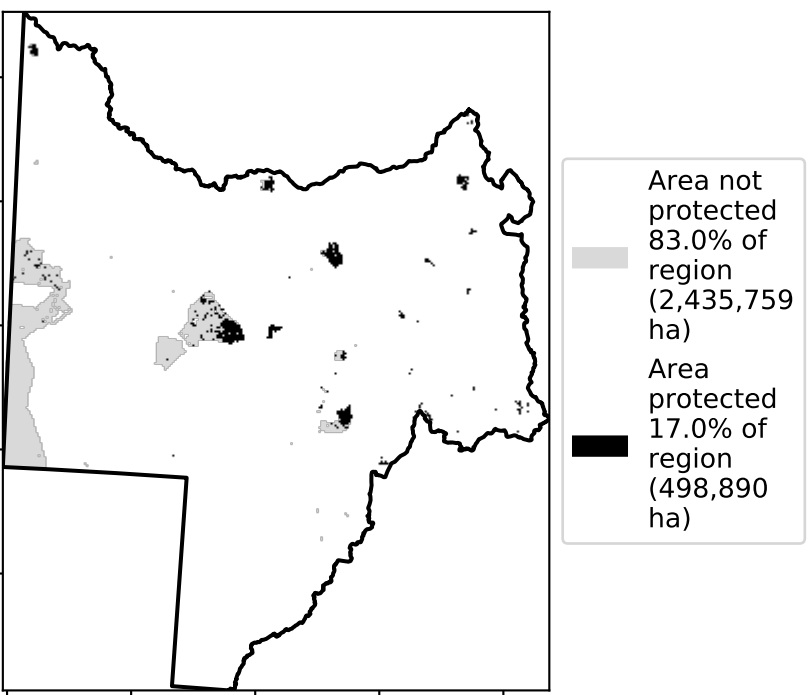 Area not
protected
83.0% of
region
(2,435,759
ha)
Area
protected
17.0% of
region
(498,890
ha)